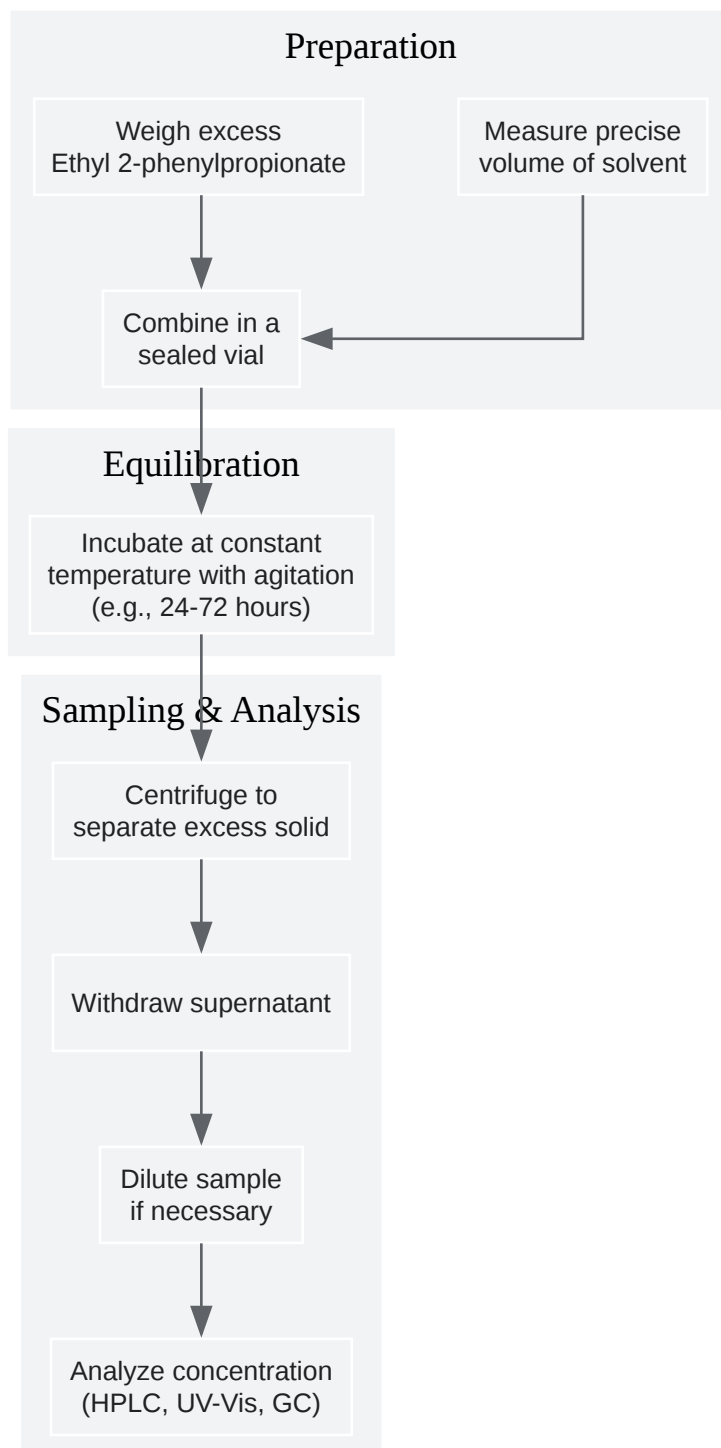 Preparation
Weigh excess
Ethyl 2-phenylpropionate
Measure precise
volume of solvent
Combine in a
sealed vial
Equilibration
Incubate at constant
temperature with agitation
(e.g., 24-72 hours)
Sampling & Analysis
Centrifuge to
separate excess solid
Withdraw supernatant
Dilute sample
if necessary
Analyze concentration
(HPLC, UV-Vis, GC)